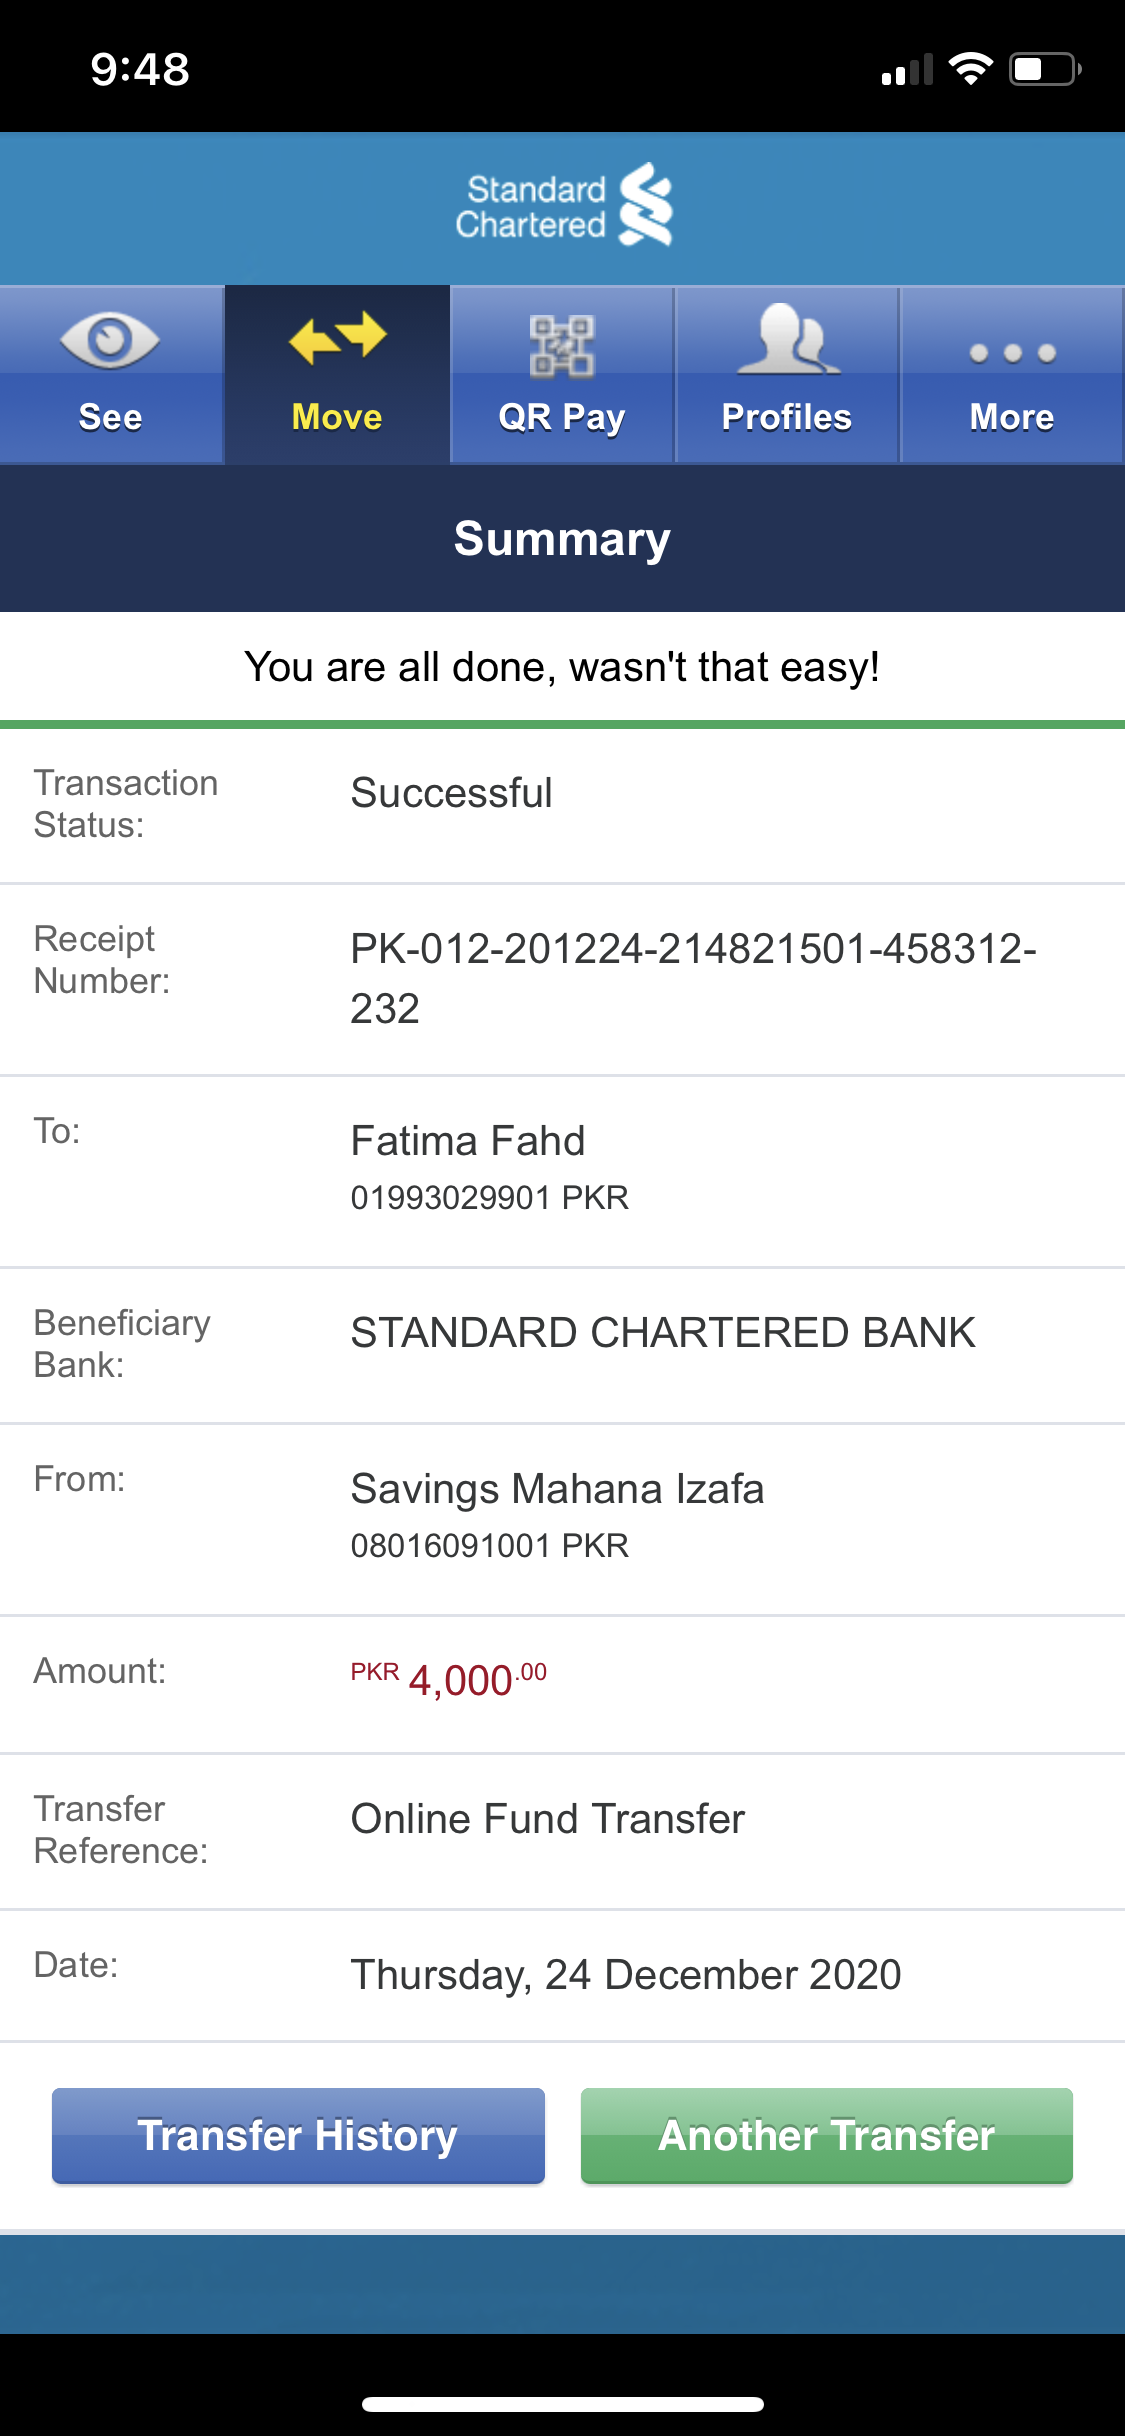 9:48
Standard
Chartered
See
Move
QR Pay
Profiles
More
Summary
You are all done, wasn't that easy!
Transaction
Status:
Successful
Receipt
Number:
PK-012-201224-214821501-458312-
232
To:
Fatima Fahd
01993029901 PKR
Beneficiary
Bank:
STANDARD CHARTERED BANK
From:
Savings Mahana Izafa
08016091001 PKR
Amount:
PKR 4,000.00
Transfer
Reference:
Online Fund Transfer
Date:
Thursday, 24 December 2020
Transfer History
Another Transfer